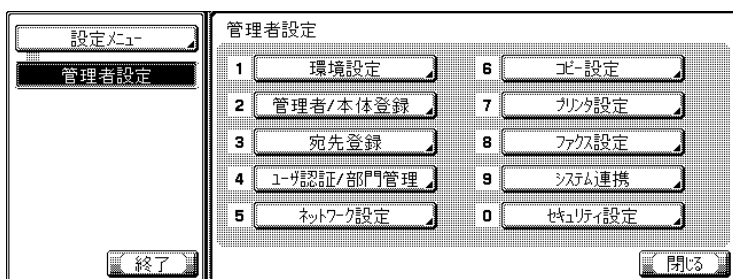 設定ﾒﾆｭｰ
管理者設定
終了
管理者設定
1 環境設定
2 管理者/本体登録
3 宛先登録
4 ﾕｰｻﾞ認証/部門管理
5 ﾈｯﾄﾜｰｸ設定
6 ｺﾋﾟｰ設定
7 ﾌﾟﾘﾝﾀ設定
8 ﾌｧｸｽ設定
9 ｼｽﾃﾑ連携
0 ｾｷｭﾘﾃｨ設定
閉じる